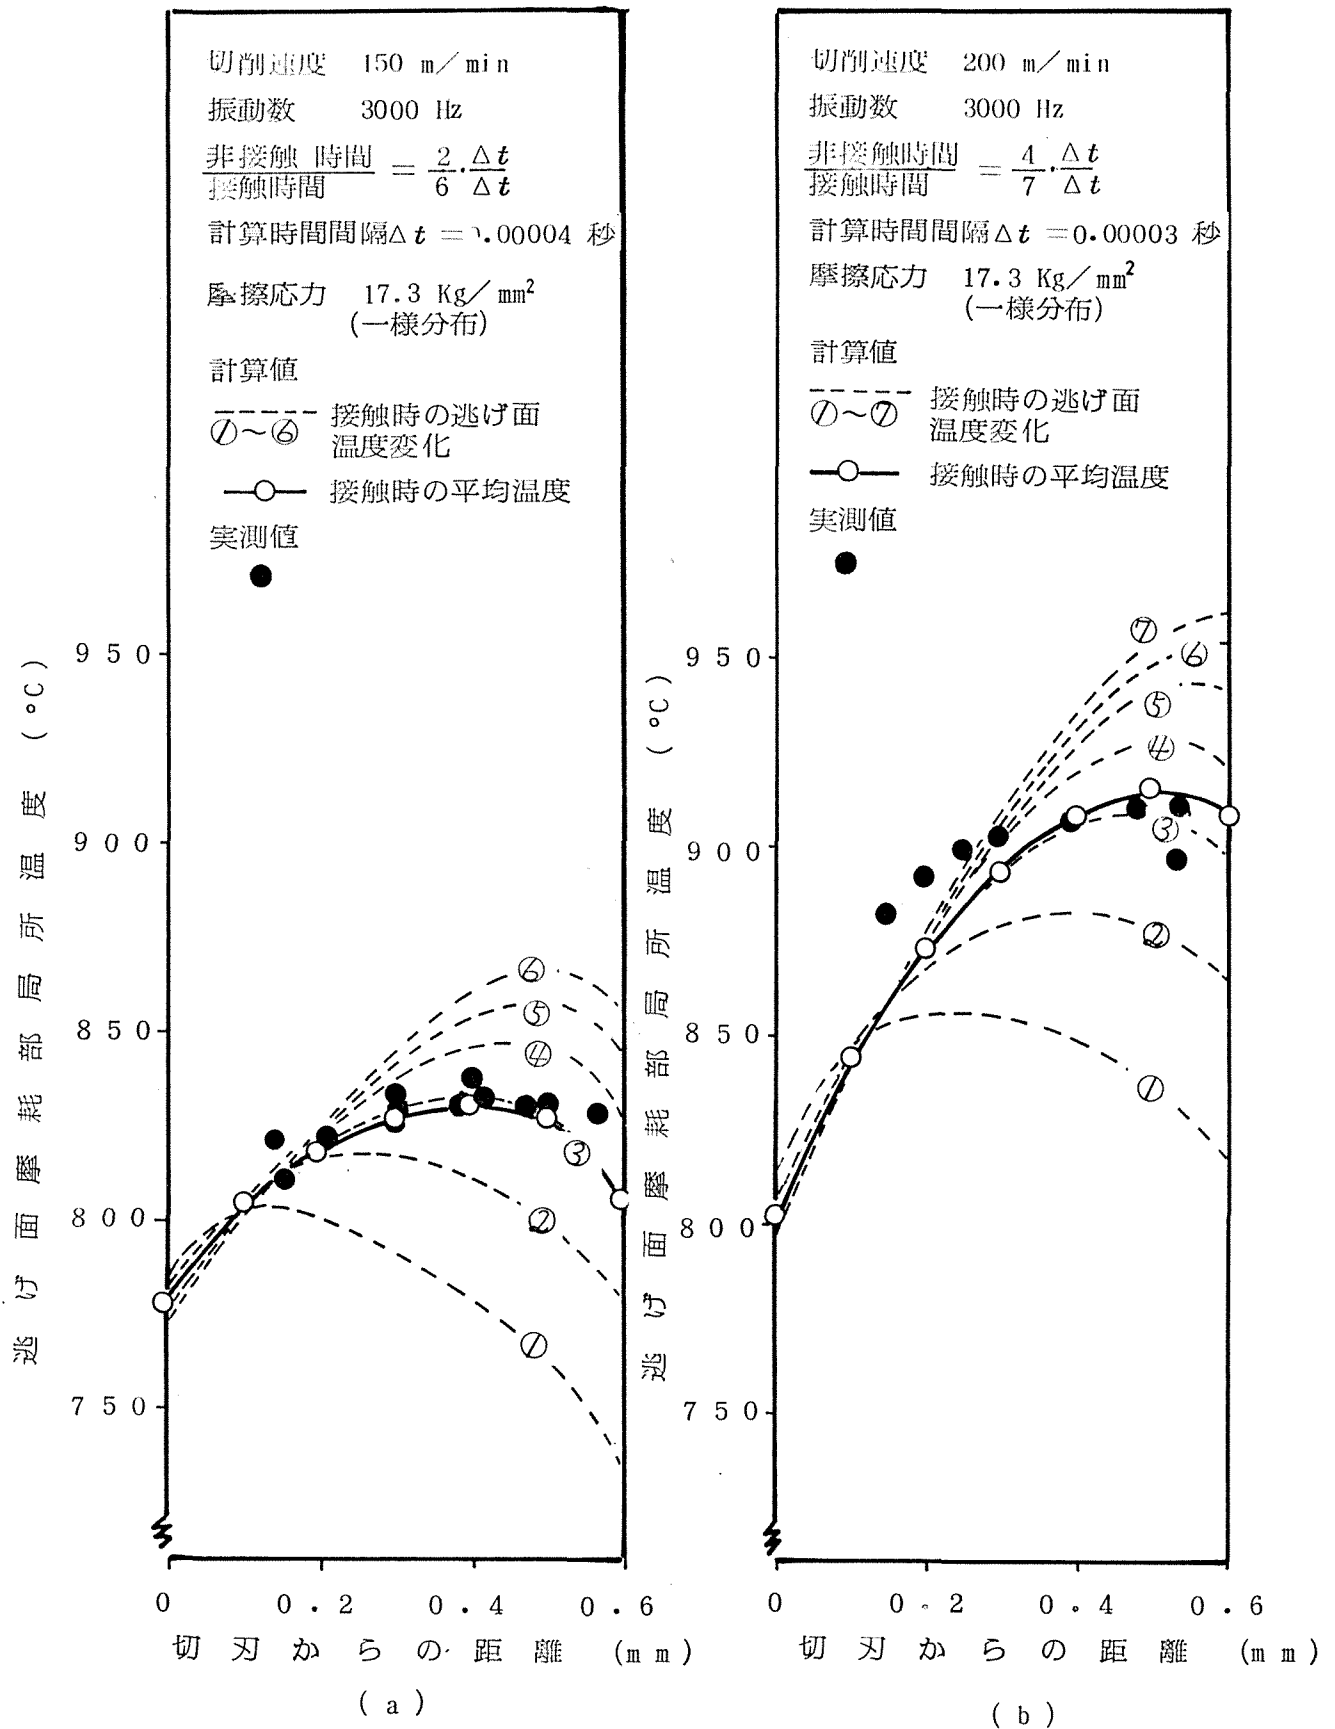 切削速度 150 m/min
振動数 3000 Hz
非接触時間/接触時間 = 2/6・Δt/Δt
計算時間間隔Δt = 0.00004 秒
摩擦応力 17.3 Kg/mm²
(一様分布)
計算値
------ 接触時の逃げ面
①～⑥ 温度変化
接触時の平均温度
実測値
逃げ面摩耗部局所温度 (°C)
950
900
850
800
750
⑥
⑤
④
③
②
①
0 0.2 0.4 0.6
切刃からの距離 (mm)
(a)
切削速度 200 m/min
振動数 3000 Hz
非接触時間/接触時間 = 4/7・Δt/Δt
計算時間間隔Δt = 0.00003 秒
摩擦応力 17.3 Kg/mm²
(一様分布)
計算値
------ 接触時の逃げ面
①～⑦ 温度変化
接触時の平均温度
実測値
逃げ面摩耗部局所温度 (°C)
950
900
850
800
750
⑦
⑥
⑤
④
③
②
①
0 0.2 0.4 0.6
切刃からの距離 (mm)
(b)